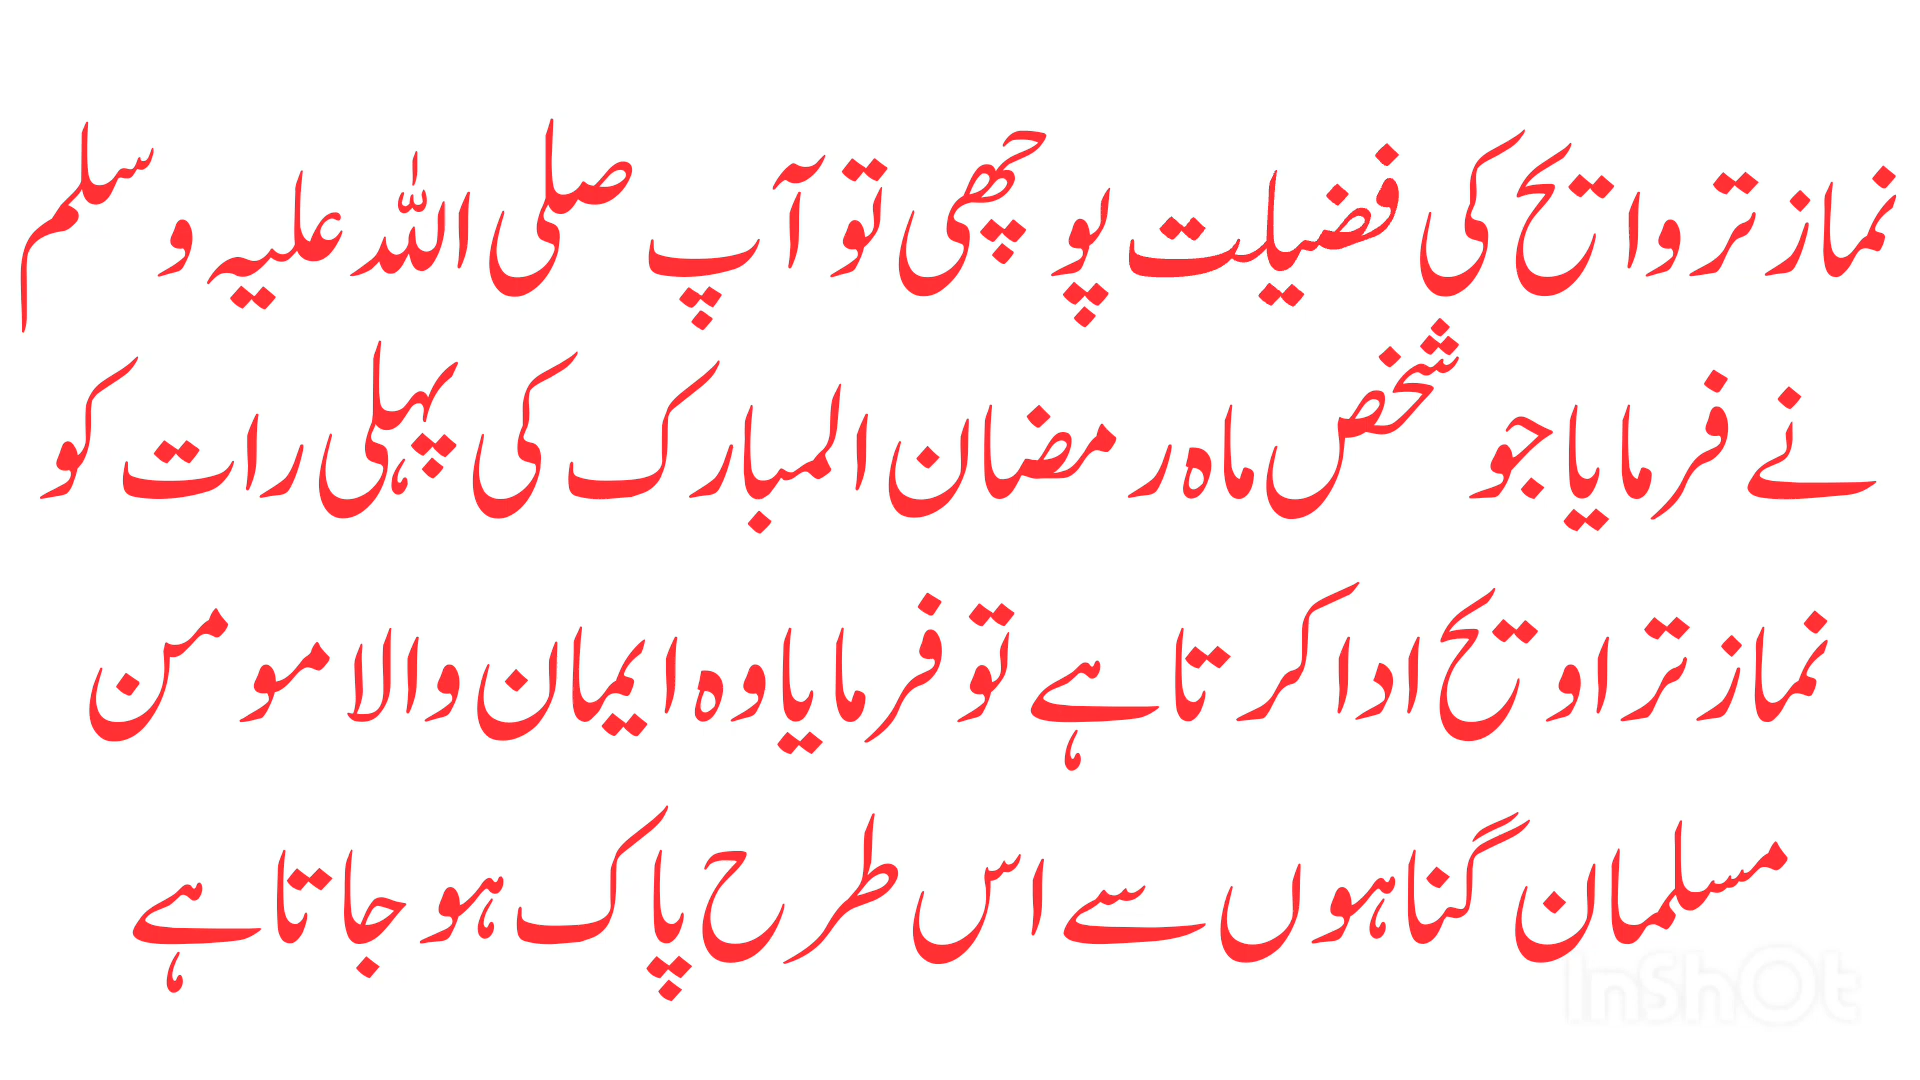 نماز تروایح کی فضیلت پوچھی تو آپ صلی اللہ علیہ وسلم
نے فرمایا جو شخص ماہ رمضان المبارک کی پہلی رات کو
نماز تراویح ادا کرتا ہے تو فرمایا وہ ایمان والا مومن
مسلمان گناہوں سے اس طرح پاک ہو جاتا ہے
InShOt